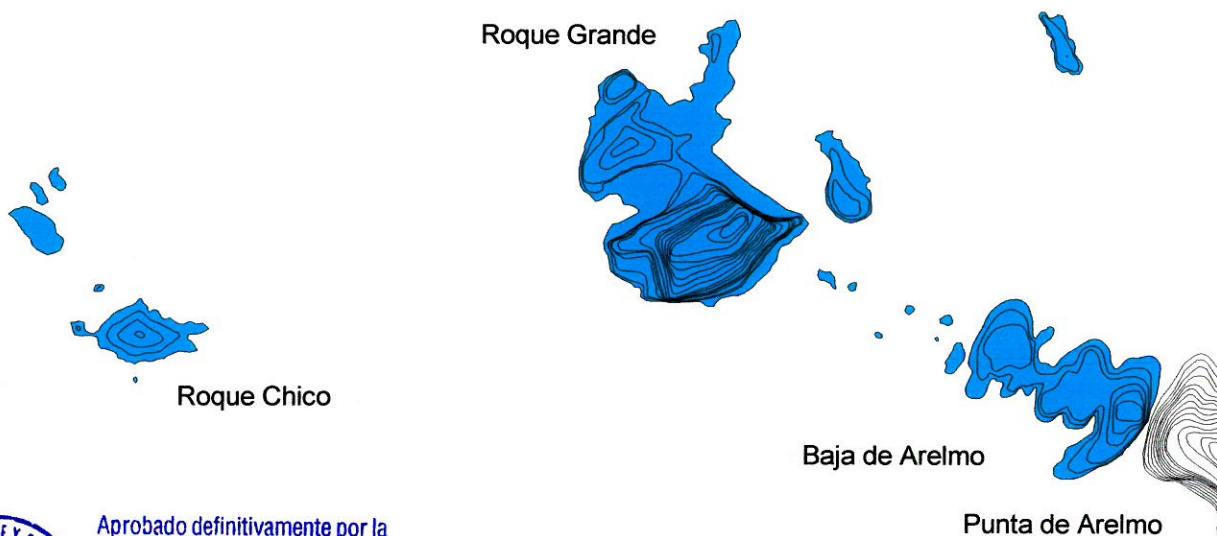 Roque Grande
Roque Chico
Baja de Arelmo
Aprobado definitivamente por la
Punta de Arelmo